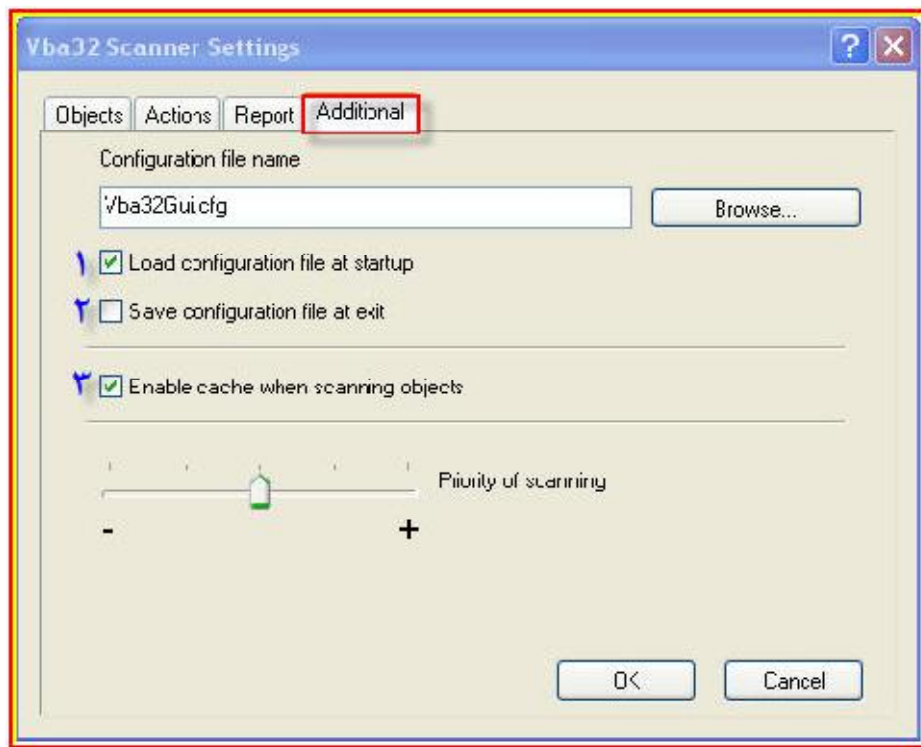 Vba32 Scanner Settings
Objects Actions Report Additional
Configuration file name
Vba32Gui.cfg Browse...
١ Load configuration file at startup
٢ Save configuration file at exit
٣ Enable cache when scanning objects
Priority of scanning
- +
OK Cancel